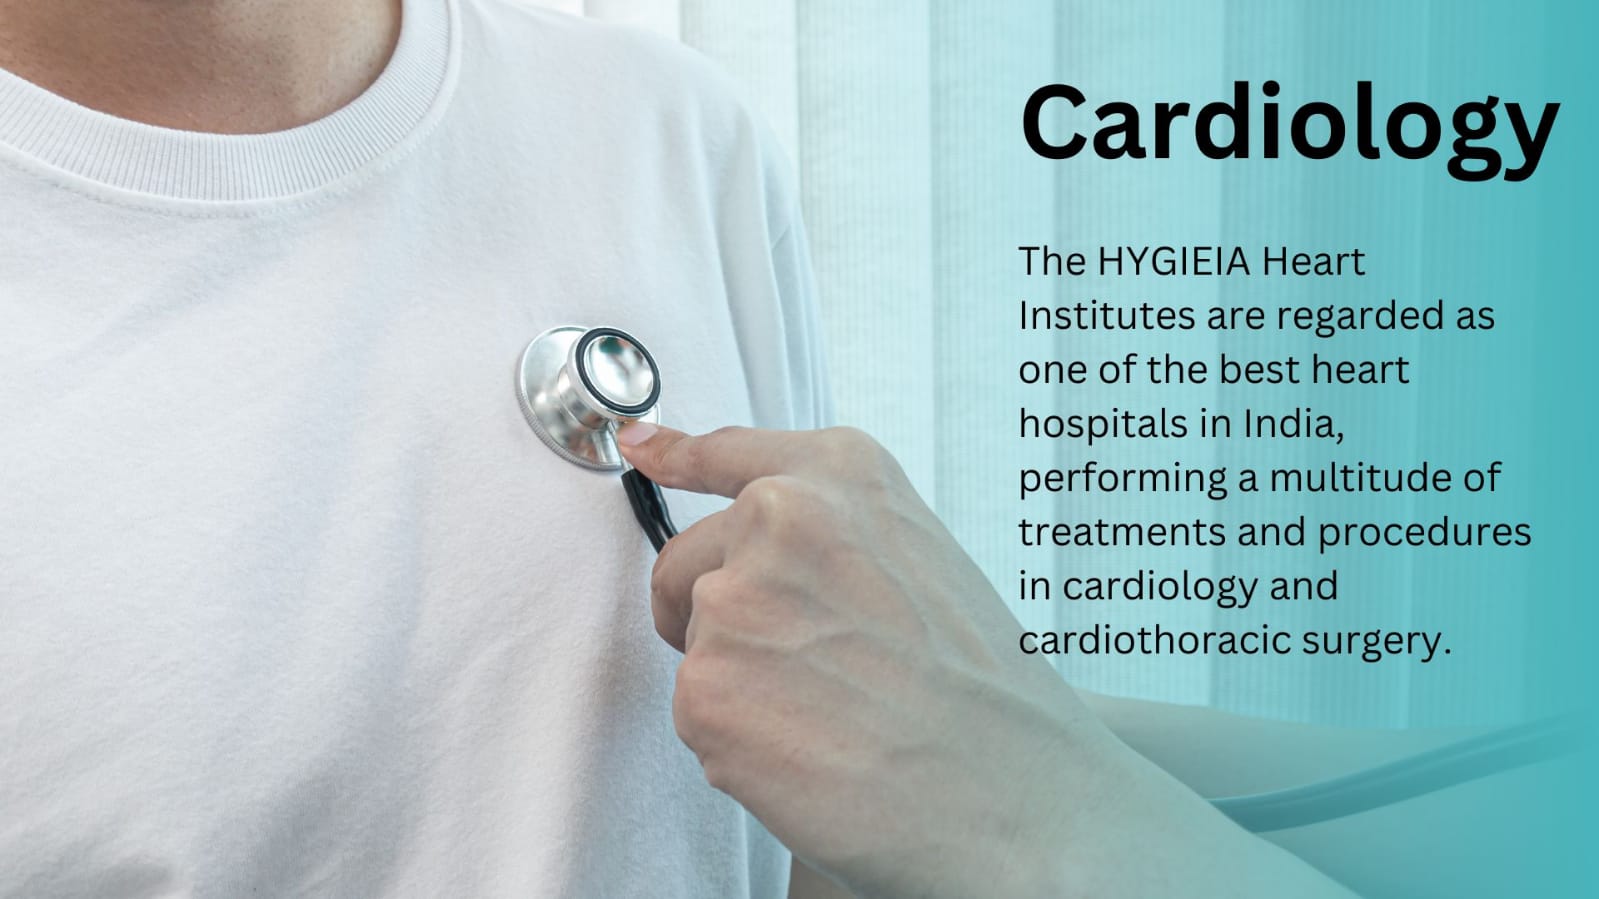 Cardiology
The HYGIEIA Heart
Institutes are regarded as
one of the best heart
hospitals in India,
performing a multitude of
treatments and procedures
in cardiology and
cardiothoracic surgery.